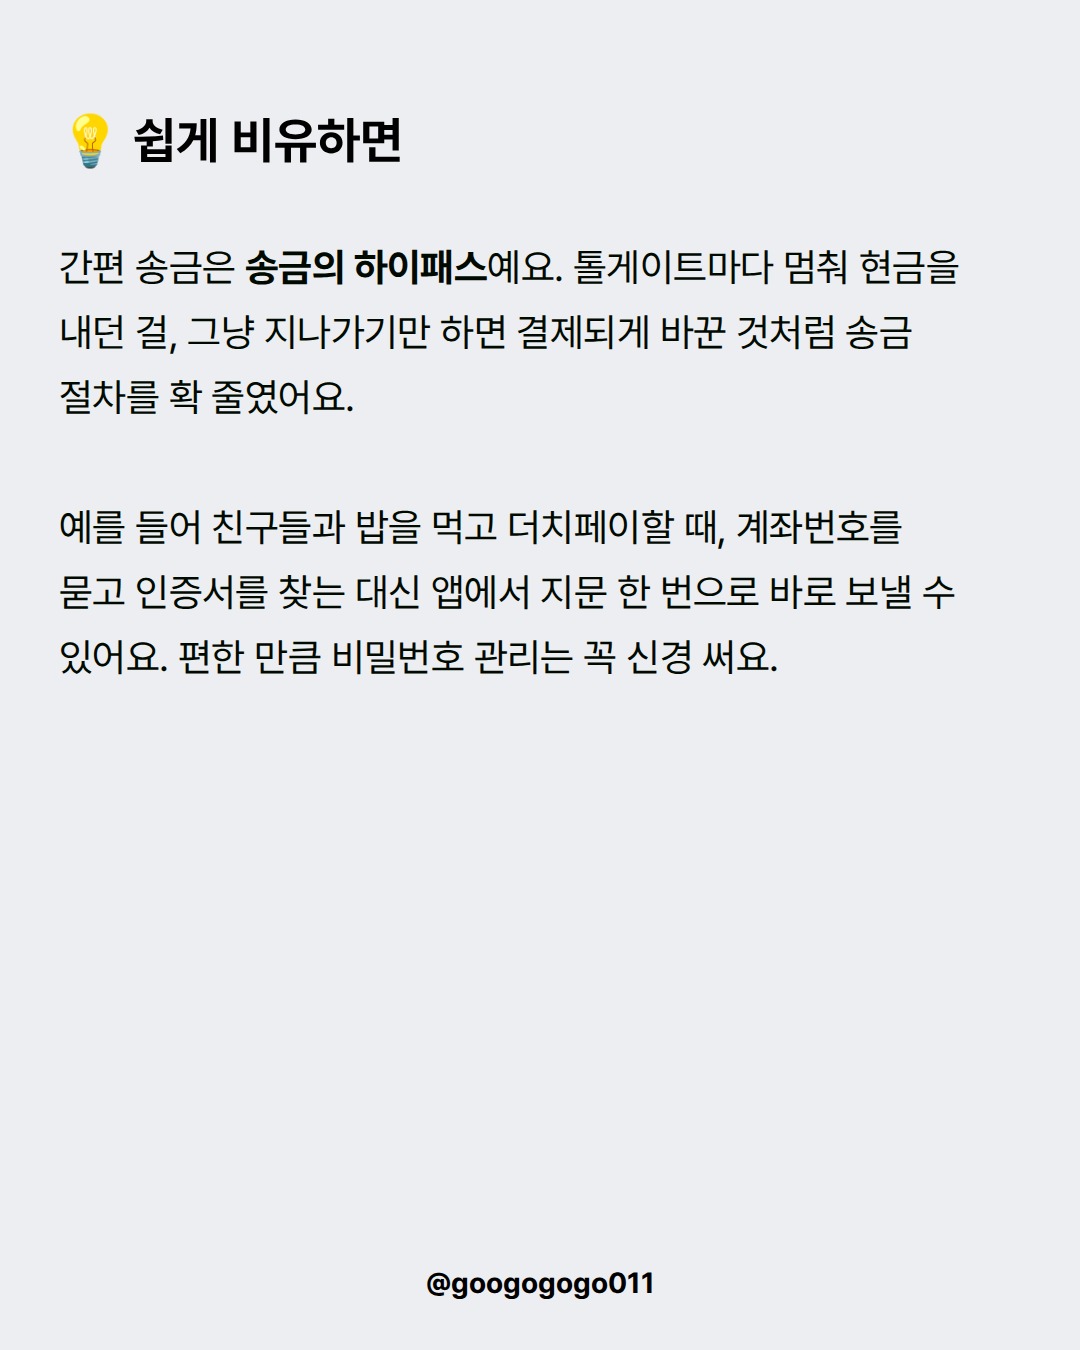 💡 쉽게 비유하면
간편 송금은 송금의 하이패스예요. 톨게이트마다 멈춰 현금을
내던 걸, 그냥 지나가기만 하면 결제되게 바꾼 것처럼 송금
절차를 확 줄였어요.
예를 들어 친구들과 밥을 먹고 더치페이할 때, 계좌번호를
묻고 인증서를 찾는 대신 앱에서 지문 한 번으로 바로 보낼 수
있어요. 편한 만큼 비밀번호 관리는 꼭 신경 써요.
@googogogo011